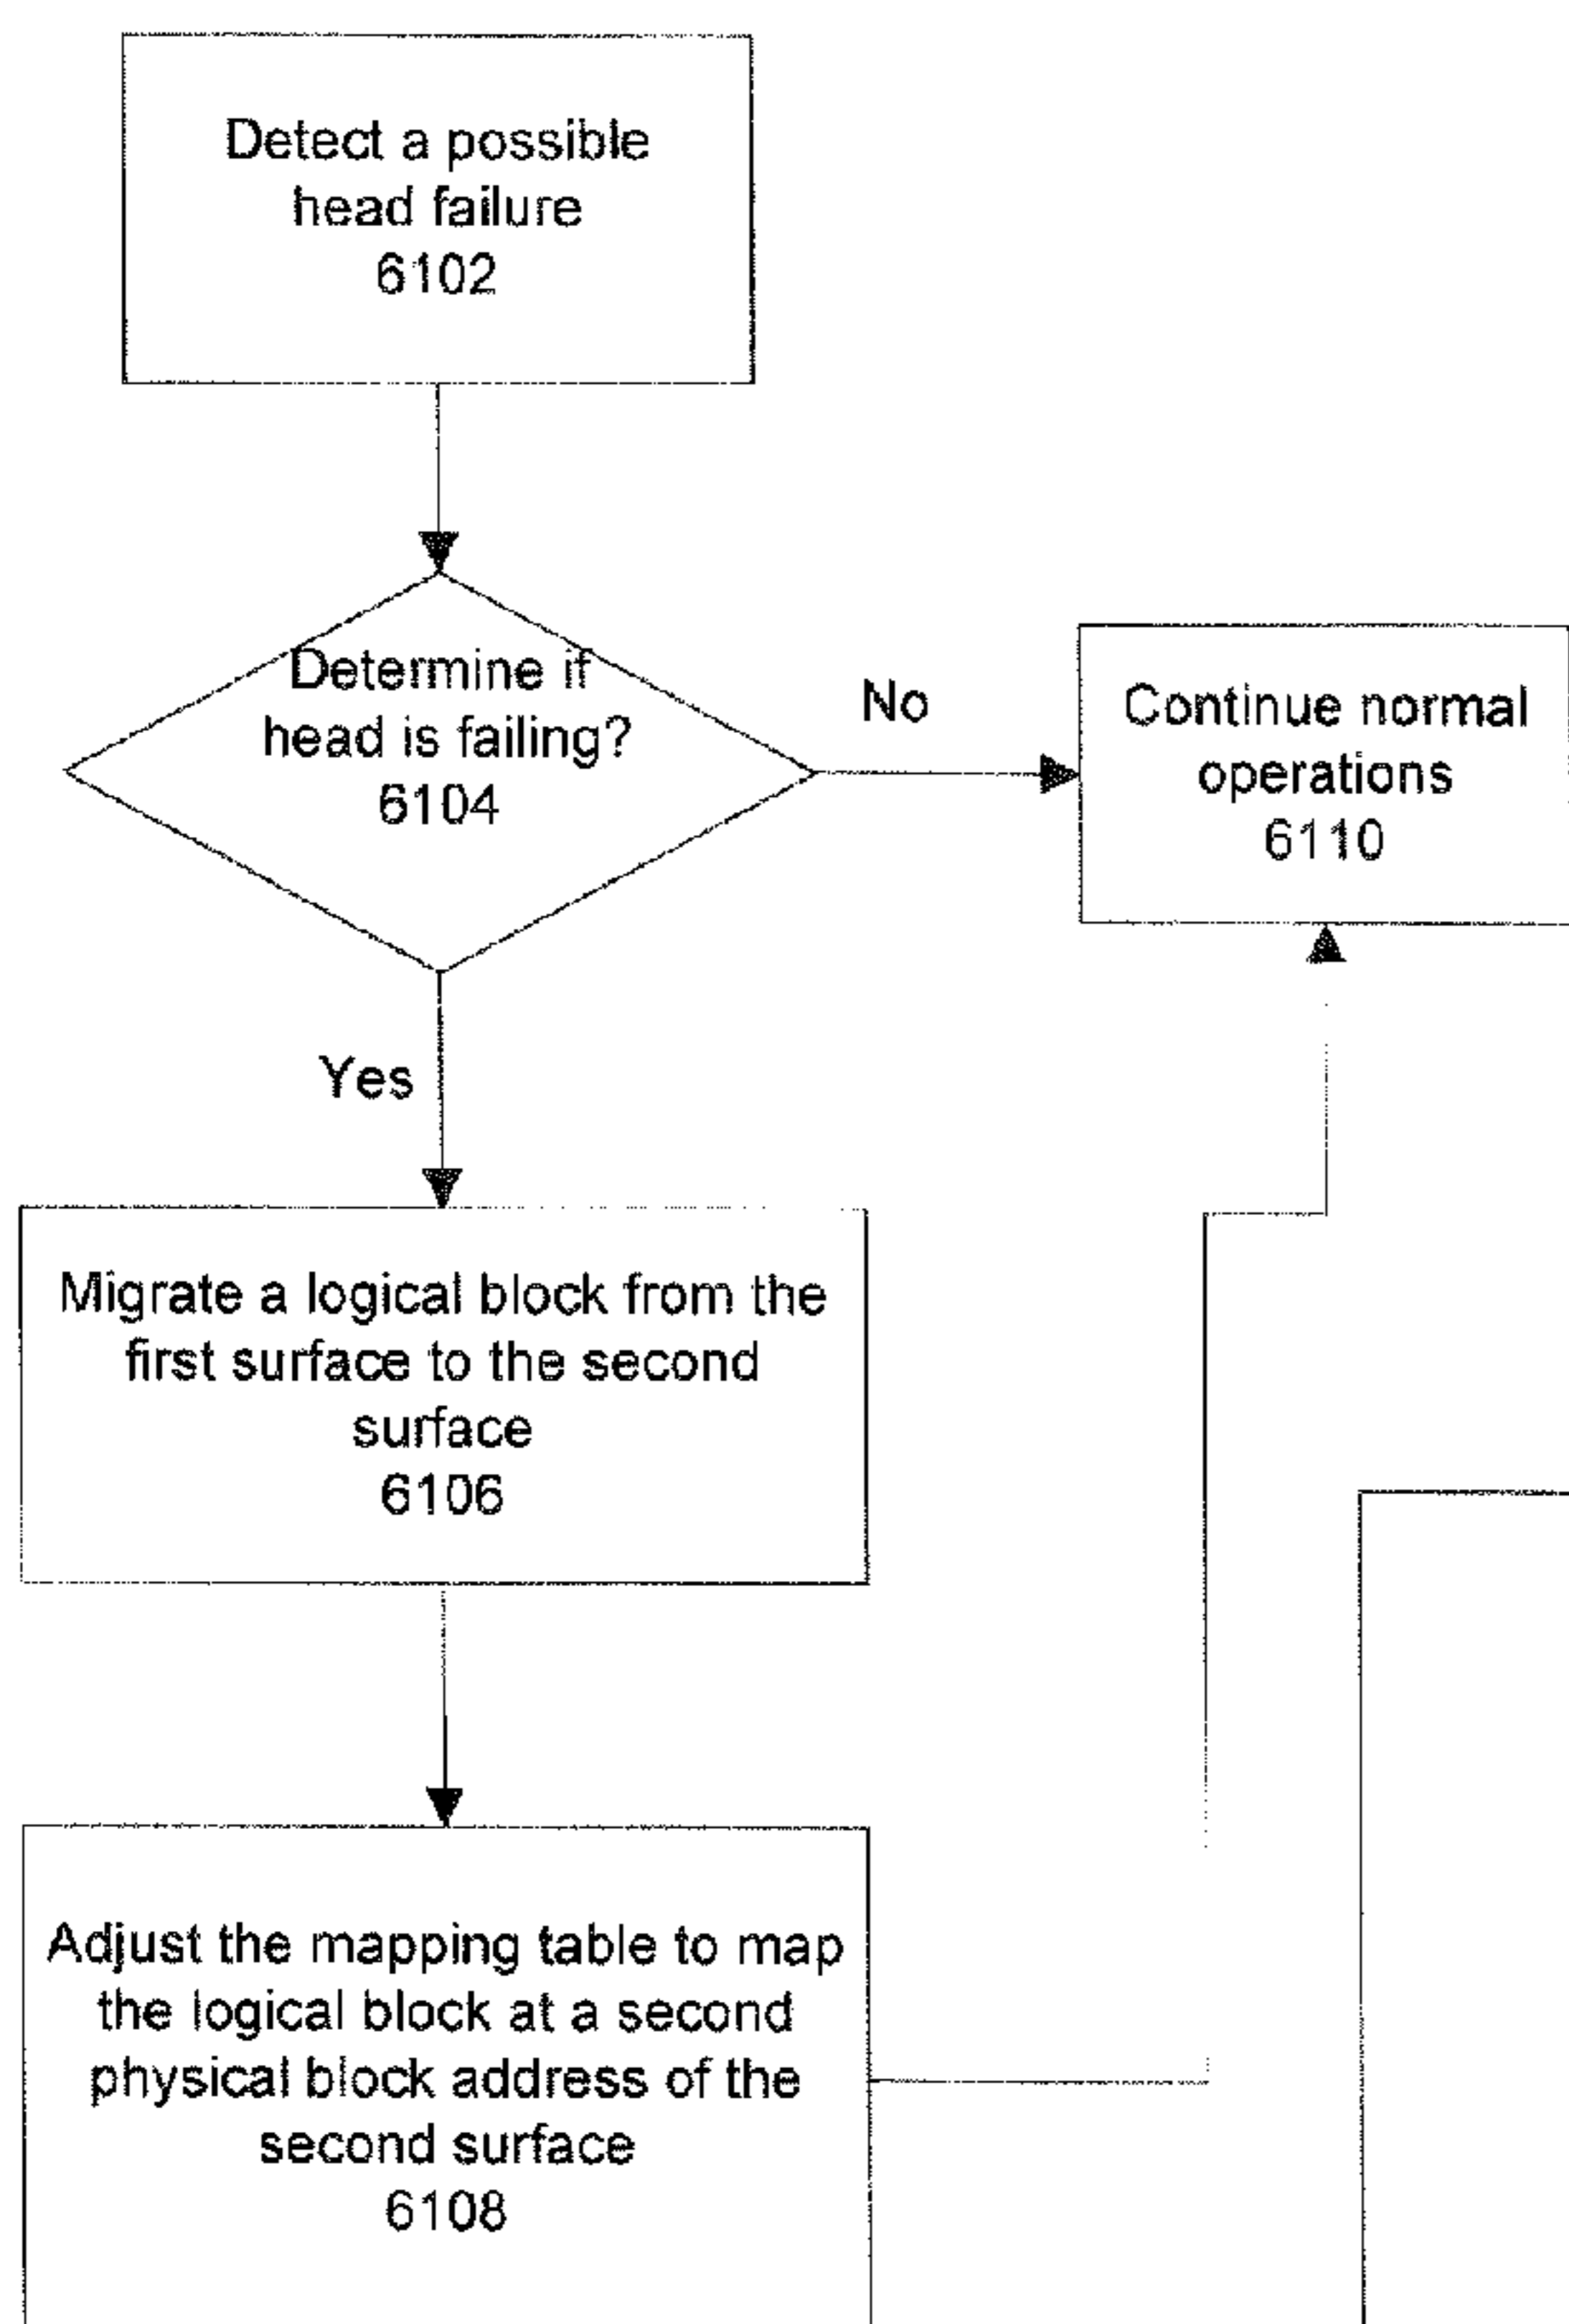 Detect a possible
head failure
6102
Determine if
head is failing?
6104
No
Continue normal
operations
6110
Yes
Migrate a logical block from the
first surface to the second
surface
6106
Adjust the mapping table to map
the logical block at a second
physical block address of the
second surface
6108